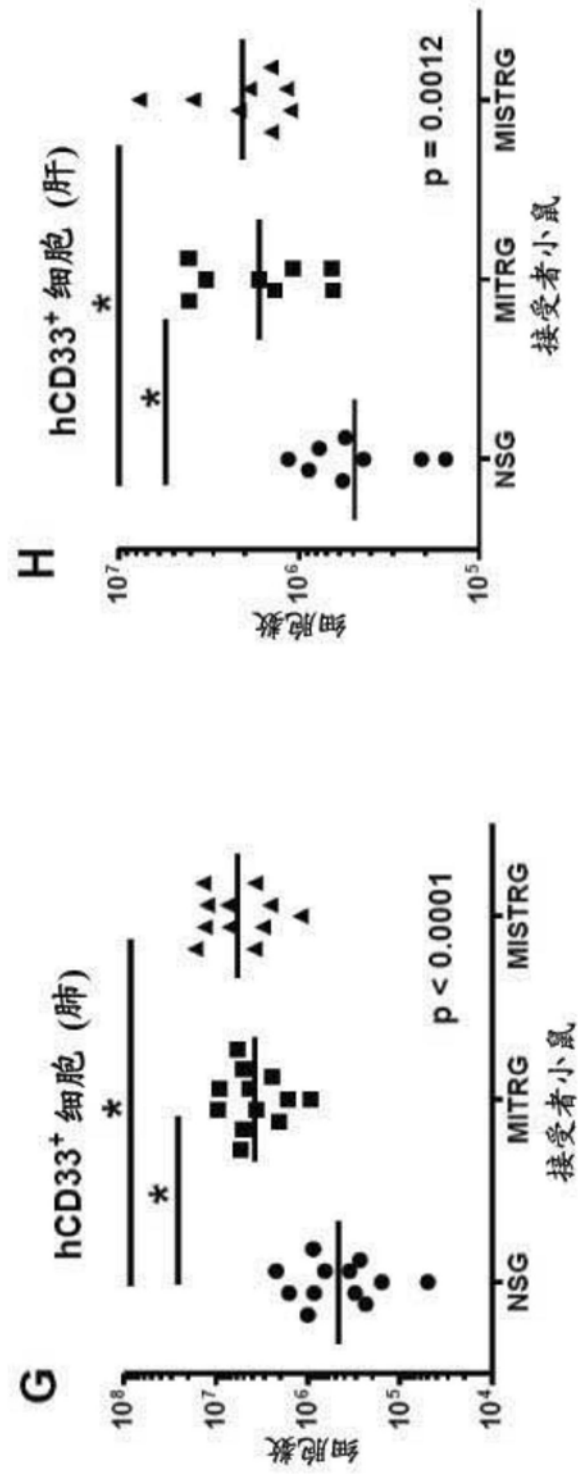 G
hCD33⁺ 细胞 (肺)
*
*
10⁸
10⁷
10⁶
10⁵
10⁴
细胞数
p < 0.0001
NSG
MITRG
MISTRG
接受者小鼠
H
hCD33⁺ 细胞 (肝)
*
*
10⁷
10⁶
10⁵
细胞数
p = 0.0012
NSG
MITRG
MISTRG
接受者小鼠